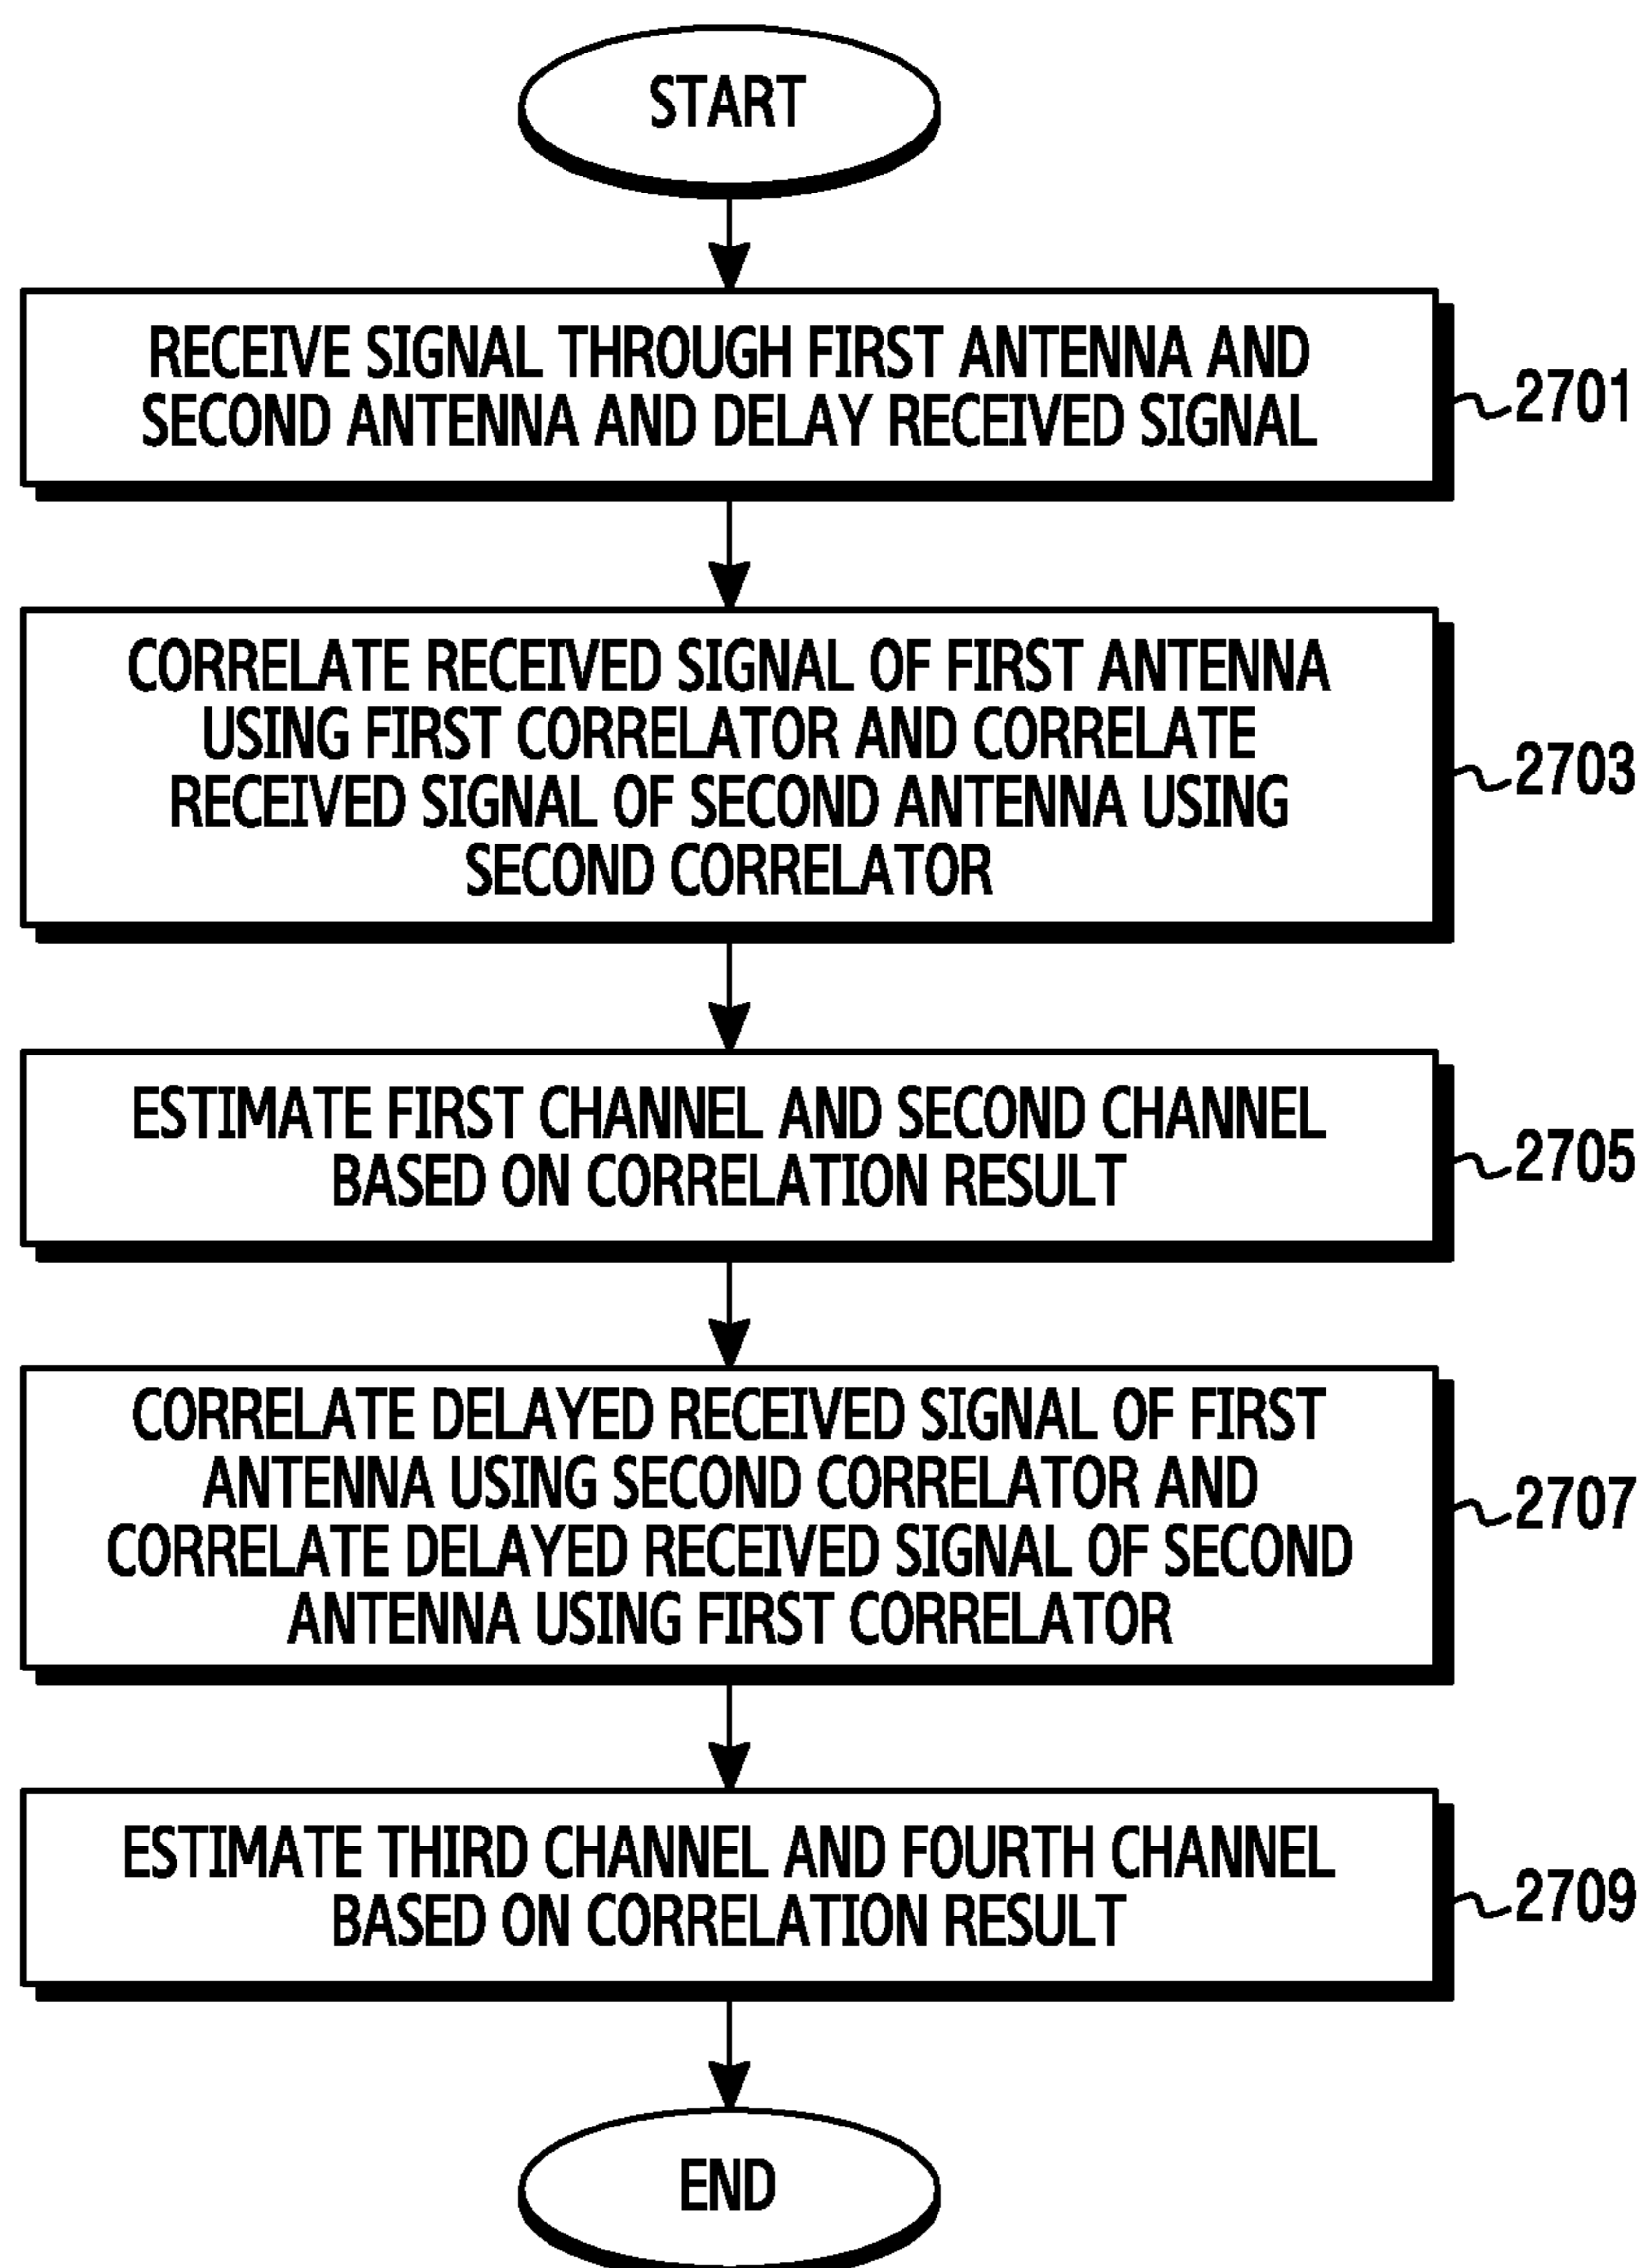 START
RECEIVE SIGNAL THROUGH FIRST ANTENNA AND
SECOND ANTENNA AND DELAY RECEIVED SIGNAL
2701
CORRELATE RECEIVED SIGNAL OF FIRST ANTENNA
USING FIRST CORRELATOR AND CORRELATE
RECEIVED SIGNAL OF SECOND ANTENNA USING
SECOND CORRELATOR
2703
ESTIMATE FIRST CHANNEL AND SECOND CHANNEL
BASED ON CORRELATION RESULT
2705
CORRELATE DELAYED RECEIVED SIGNAL OF FIRST
ANTENNA USING SECOND CORRELATOR AND
CORRELATE DELAYED RECEIVED SIGNAL OF SECOND
ANTENNA USING FIRST CORRELATOR
2707
ESTIMATE THIRD CHANNEL AND FOURTH CHANNEL
BASED ON CORRELATION RESULT
2709
END